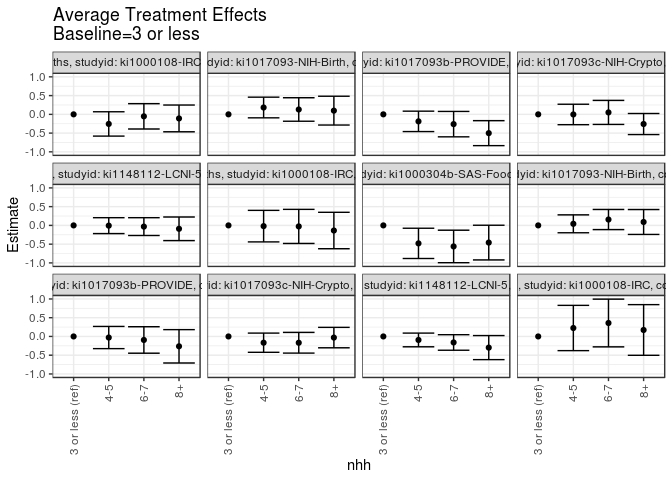 Average Treatment Effects
Baseline=3 or less
ths, studyid: ki1000108-IRC
dyid: ki1017093-NIH-Birth, c
yid: ki1017093b-PROVIDE,
yid: ki1017093c-NIH-Crypto,
1.0
0.5
0.0
-0.5
-1.0
, studyid: ki1148112-LCNI-5
hs, studyid: ki1000108-IRC,
dyid: ki1000304b-SAS-Food
lyid: ki1017093-NIH-Birth, c
1.0
0.5
0.0
-0.5
-1.0
yid: ki1017093b-PROVIDE, c
id: ki1017093c-NIH-Crypto,
studyid: ki1148112-LCNI-5
, studyid: ki1000108-IRC, co
1.0
0.5
0.0
-0.5
-1.0
Estimate
3 or less (ref)
4-5
6-7
8+
3 or less (ref)
4-5
6-7
8+
3 or less (ref)
4-5
6-7
8+
3 or less (ref)
4-5
6-7
8+
nhh